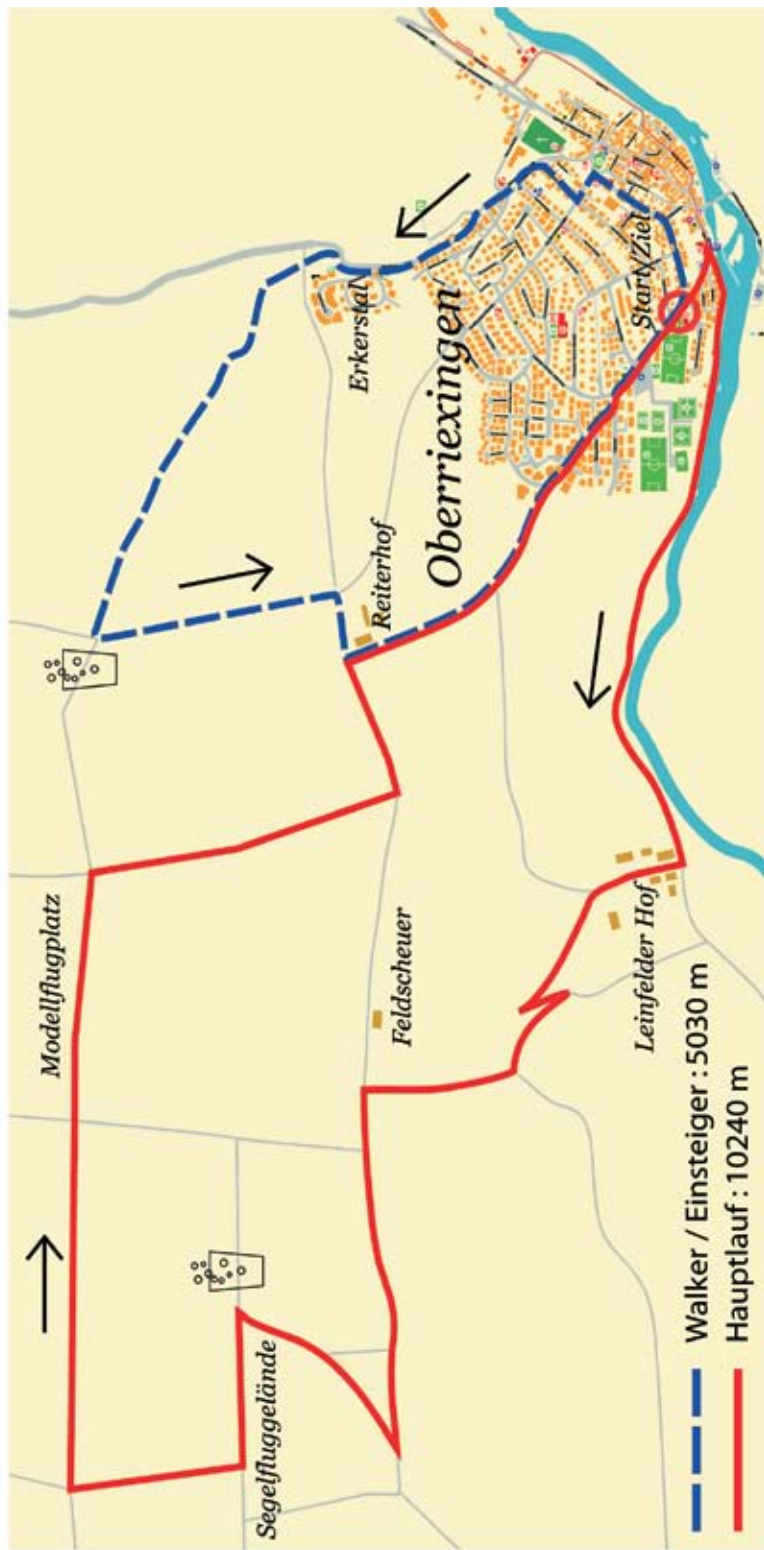 Modellflugplatz
Segelfluggelände
Feldscheuer
Erkerstal
Reiterhof
Oberriexingen
Start/Ziel
Leinfelder Hof
Walker / Einsteiger : 5030 m
Hauptlauf : 10240 m